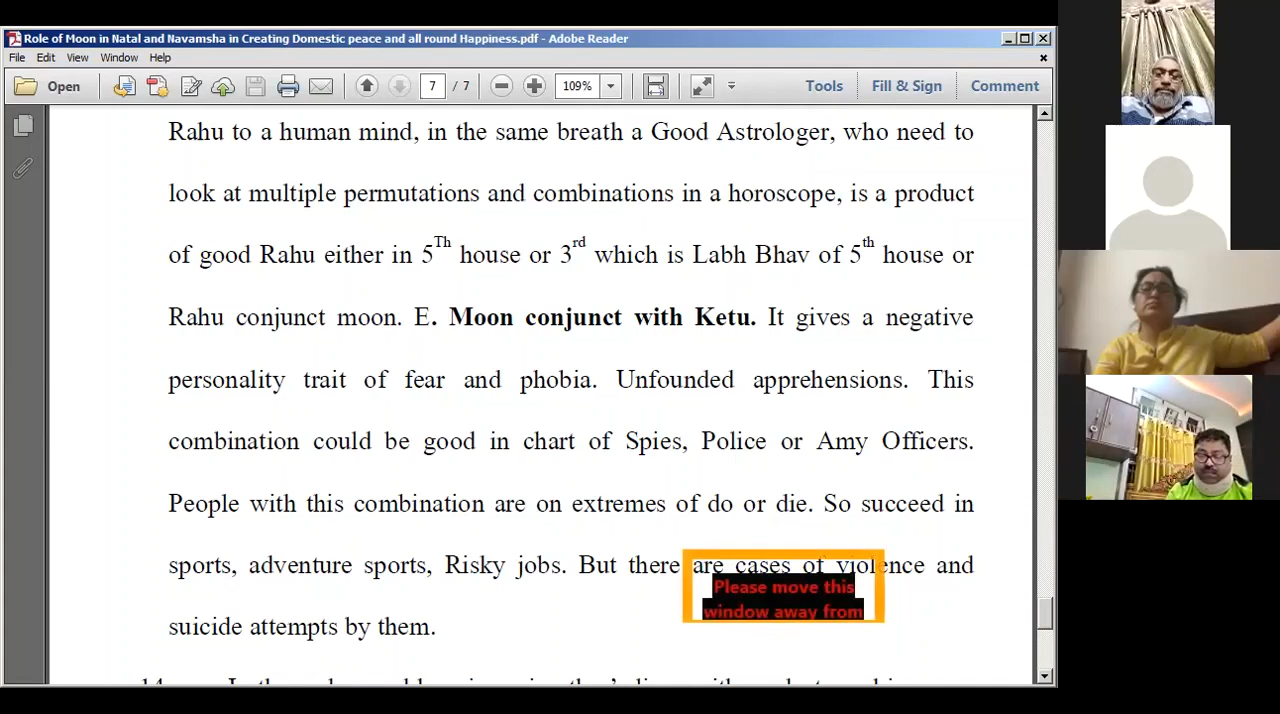 Role of Moon in Natal and Navamsha in Creating Domestic peace and all round Happiness.pdf - Adobe Reader
File Edit View Window Help
Open 7 / 7 109% Tools Fill & Sign Comment
Rahu to a human mind, in the same breath a Good Astrologer, who need to
look at multiple permutations and combinations in a horoscope, is a product
of good Rahu either in 5Th house or 3rd which is Labh Bhav of 5th house or
Rahu conjunct moon. E. Moon conjunct with Ketu. It gives a negative
personality trait of fear and phobia. Unfounded apprehensions. This
combination could be good in chart of Spies, Police or Amy Officers.
People with this combination are on extremes of do or die. So succeed in
sports, adventure sports, Risky jobs. But there are cases of violence and
Please move this
window away from
suicide attempts by them.